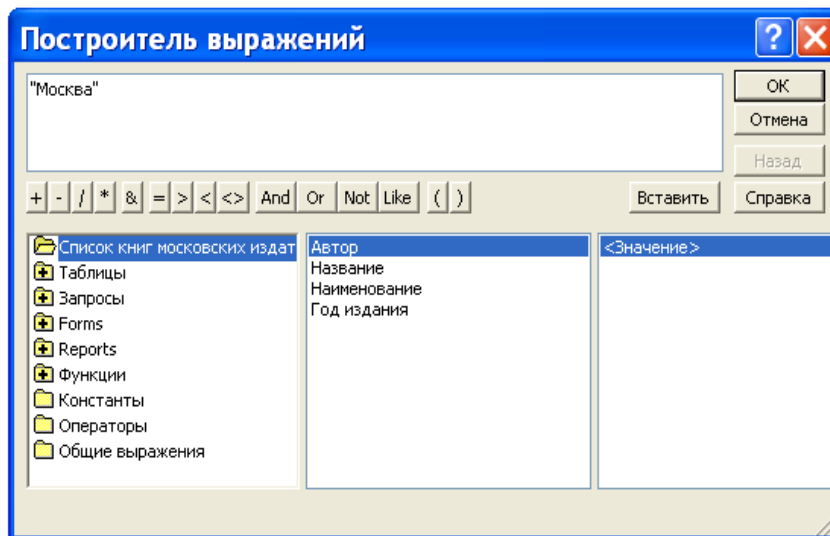 Построитель выражений
"Москва"
OK
Отмена
Назад
+ - / * & = > < <> And Or Not Like ( ) Вставить Справка
Список книг московских издат
Таблицы
Запросы
Forms
Reports
Функции
Константы
Операторы
Общие выражения
Автор
Название
Наименование
Год издания
<Значение>